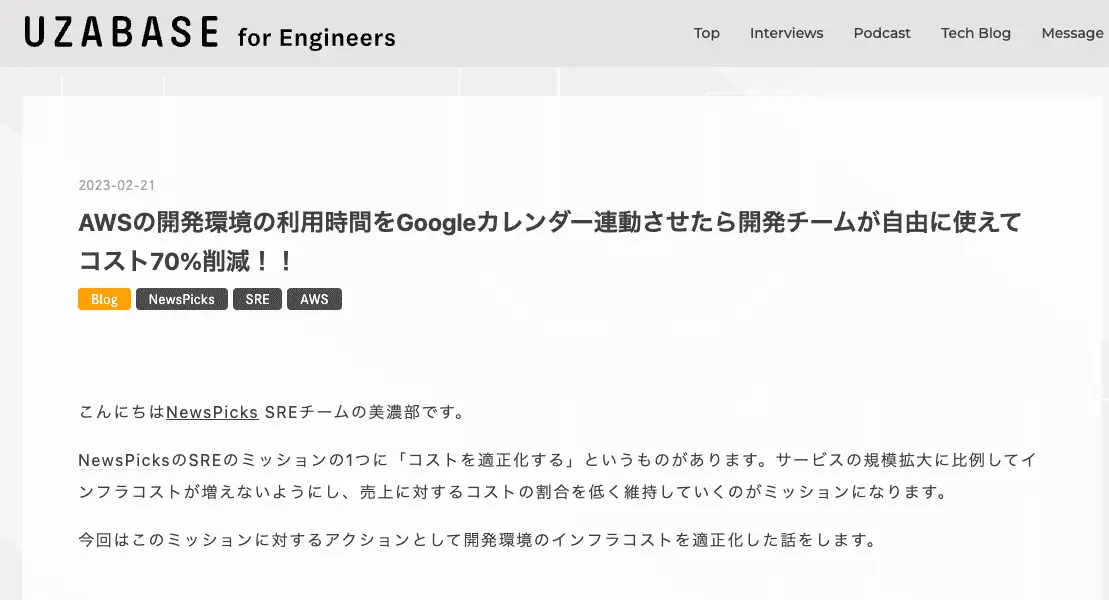 UZABASE for Engineers
Top Interviews Podcast Tech Blog Message
2023-02-21
AWSの開発環境の利用時間をGoogleカレンダー連動させたら開発チームが自由に使えて
コスト70%削減！！
Blog NewsPicks SRE AWS
こんにちはNewsPicks SREチームの美濃部です。
NewsPicksのSREのミッションの1つに「コストを適正化する」というものがあります。サービスの規模拡大に比例してイ
ンフラコストが増えないようにし、売上に対するコストの割合を低く維持していくのがミッションになります。
今回はこのミッションに対するアクションとして開発環境のインフラコストを適正化した話をします。